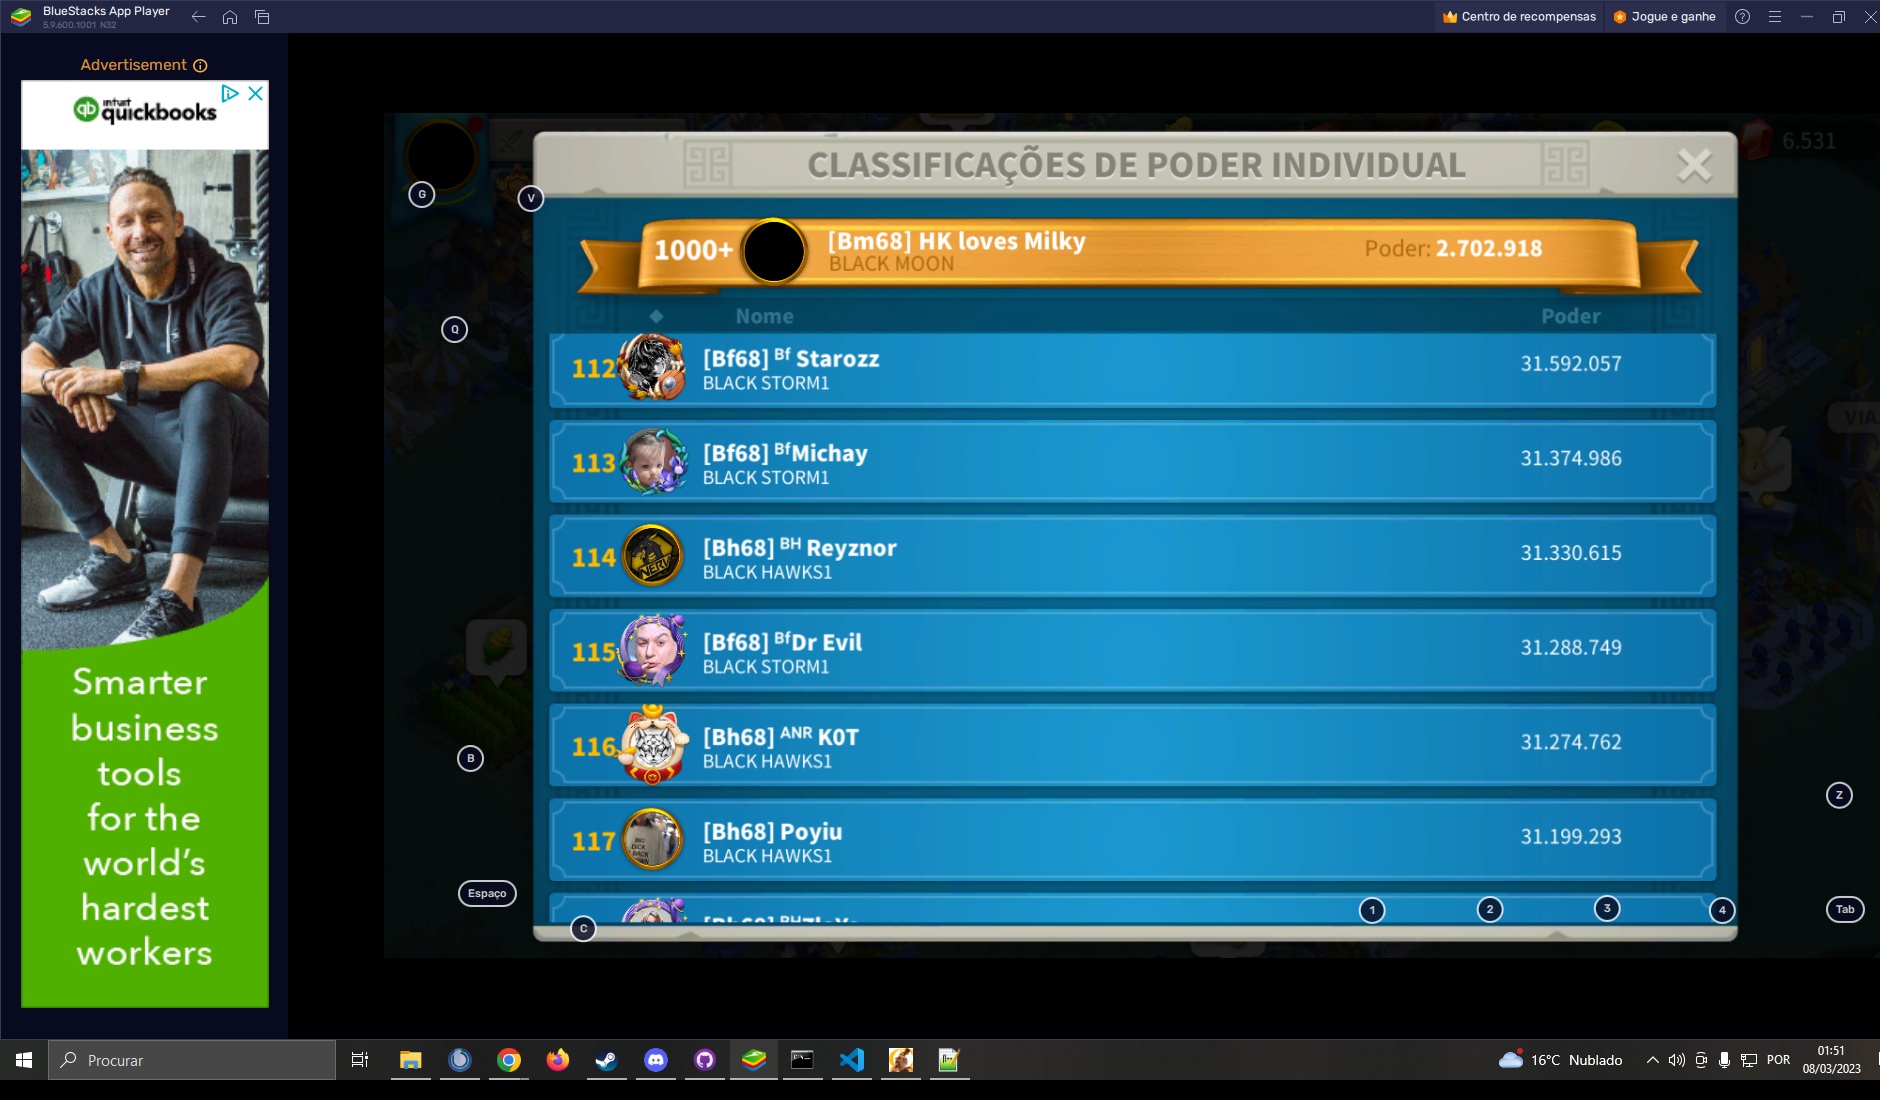 BlueStacks App Player
5.9.600.1001 N32
Centro de recompensas
Jogue e ganhe
Advertisement
intuit
quickbooks
qb
Smarter
business
tools
for the
world's
hardest
workers
6.531
CLASSIFICAÇÕES DE PODER INDIVIDUAL
G
V
1000+ [Bm68] HK loves Milky
BLACK MOON
Poder: 2.702.918
Q
Nome Poder
112 [Bf68] ᴮᶠ Starozz 31.592.057
BLACK STORM1
113 [Bf68] ᴮᶠMichay 31.374.986
BLACK STORM1
114 [Bh68] ᴮᴴ Reyznor 31.330.615
BLACK HAWKS1
115 [Bf68] ᴮᶠDr Evil 31.288.749
BLACK STORM1
116 [Bh68] ᴬᴺᴿ K0T 31.274.762
BLACK HAWKS1
117 [Bh68] Poyiu 31.199.293
BLACK HAWKS1
VIA
B
Z
Espaço
C
1
2
3
4
Tab
Procurar
16°C Nublado
POR
01:51
08/03/2023